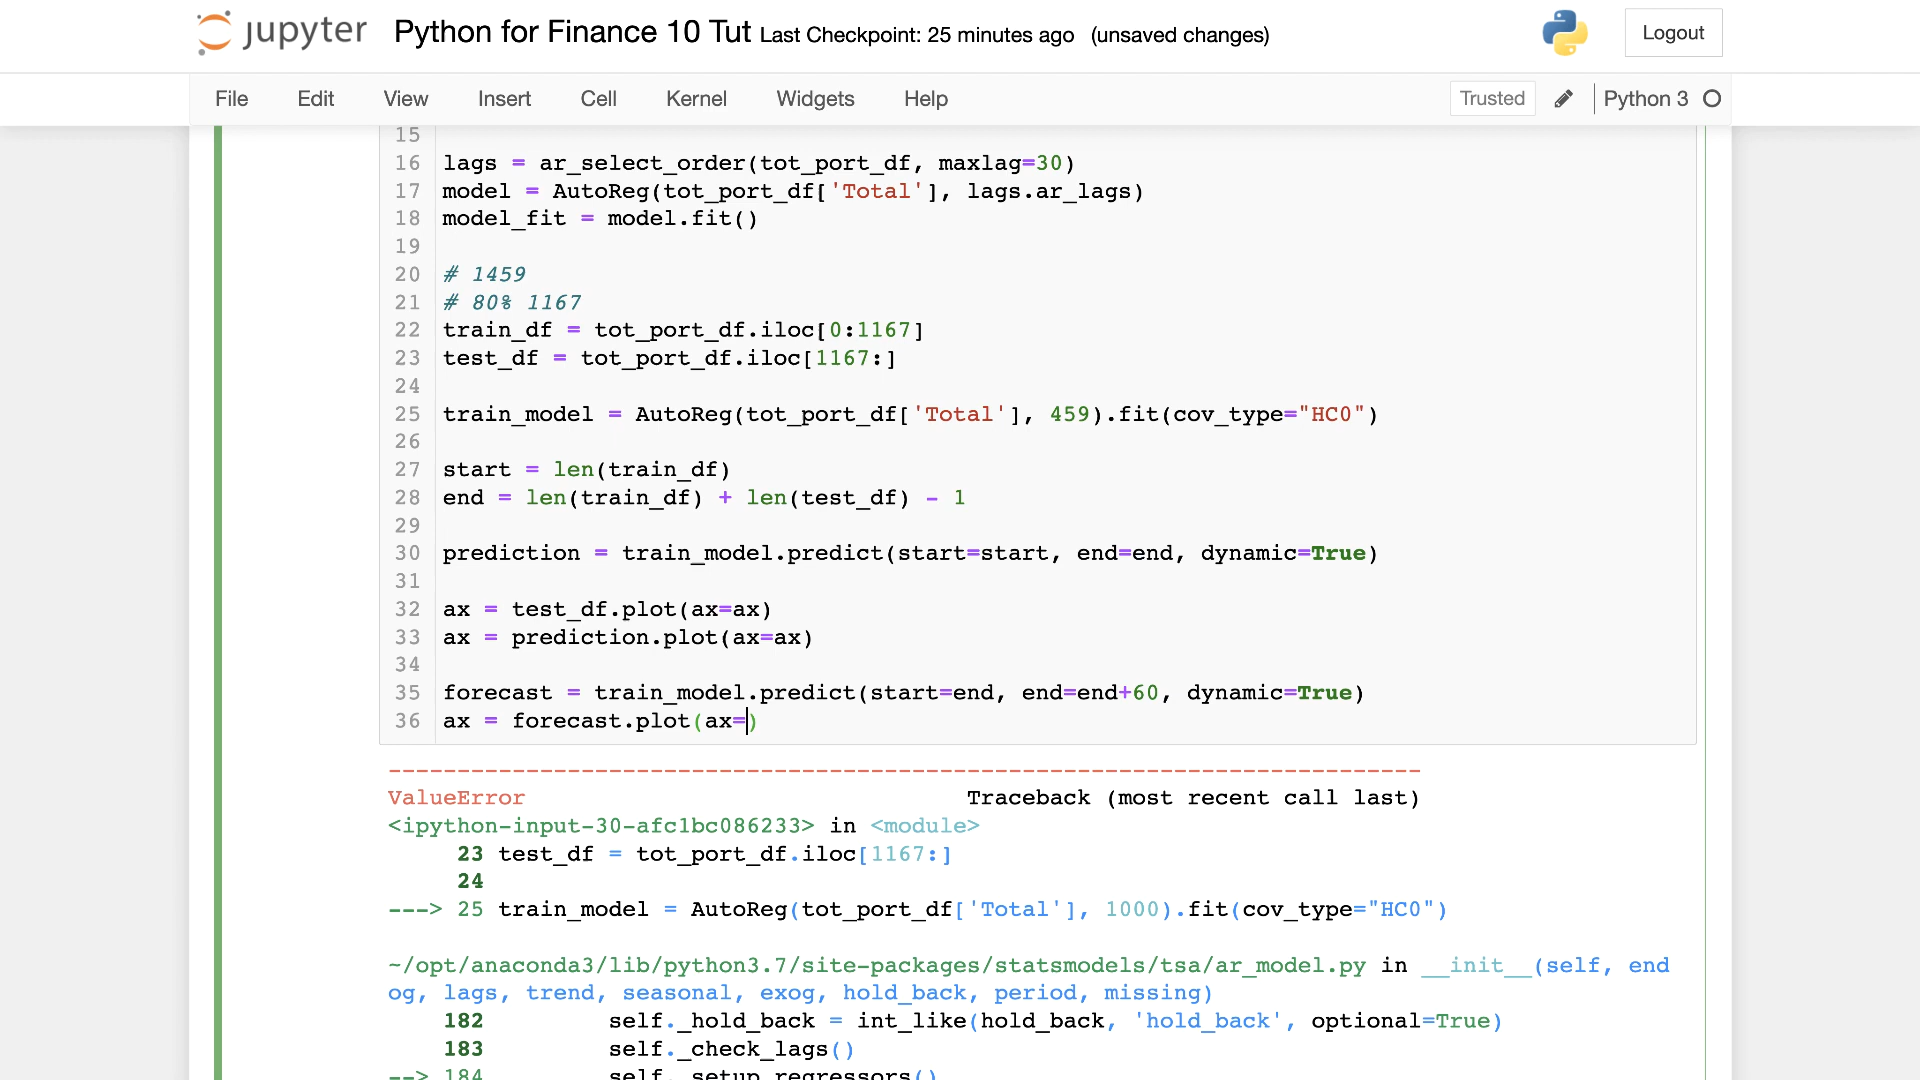 jupyter Python for Finance 10 Tut Last Checkpoint: 25 minutes ago (unsaved changes) Logout
File Edit View Insert Cell Kernel Widgets Help Trusted Python 3
15
16 lags = ar_select_order(tot_port_df, maxlag=30)
17 model = AutoReg(tot_port_df['Total'], lags.ar_lags)
18 model_fit = model.fit()
19
20 # 1459
21 # 80% 1167
22 train_df = tot_port_df.iloc[0:1167]
23 test_df = tot_port_df.iloc[1167:]
24
25 train_model = AutoReg(tot_port_df['Total'], 459).fit(cov_type="HC0")
26
27 start = len(train_df)
28 end = len(train_df) + len(test_df) - 1
29
30 prediction = train_model.predict(start=start, end=end, dynamic=True)
31
32 ax = test_df.plot(ax=ax)
33 ax = prediction.plot(ax=ax)
34
35 forecast = train_model.predict(start=end, end=end+60, dynamic=True)
36 ax = forecast.plot(ax=)
---------------------------------------------------------------------------
ValueError Traceback (most recent call last)
<ipython-input-30-afc1bc086233> in <module>
23 test_df = tot_port_df.iloc[1167:]
24
---> 25 train_model = AutoReg(tot_port_df['Total'], 1000).fit(cov_type="HC0")
~/opt/anaconda3/lib/python3.7/site-packages/statsmodels/tsa/ar_model.py in __init__(self, end
og, lags, trend, seasonal, exog, hold_back, period, missing)
182 self._hold_back = int_like(hold_back, 'hold_back', optional=True)
183 self._check_lags()
--> 184 self._setup_regressors()